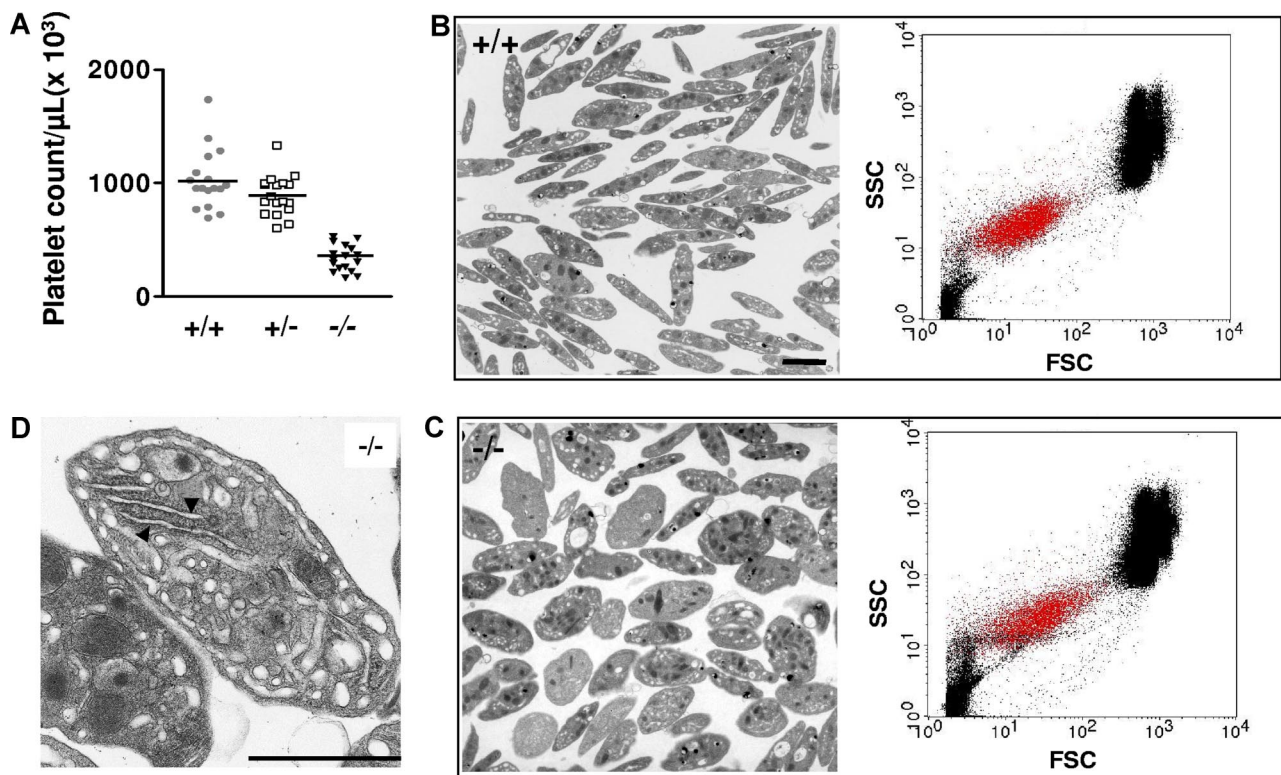 A
Platelet count/μL(x 10³)
2000
1000
0
+/+
+/-
-/-
B
+/+
SSC
10⁴
10³
10²
10¹
10⁰
10⁰ 10¹ 10² 10³ 10⁴
FSC
D
-/-
C
-/-
SSC
10⁴
10³
10²
10¹
10⁰
10⁰ 10¹ 10² 10³ 10⁴
FSC